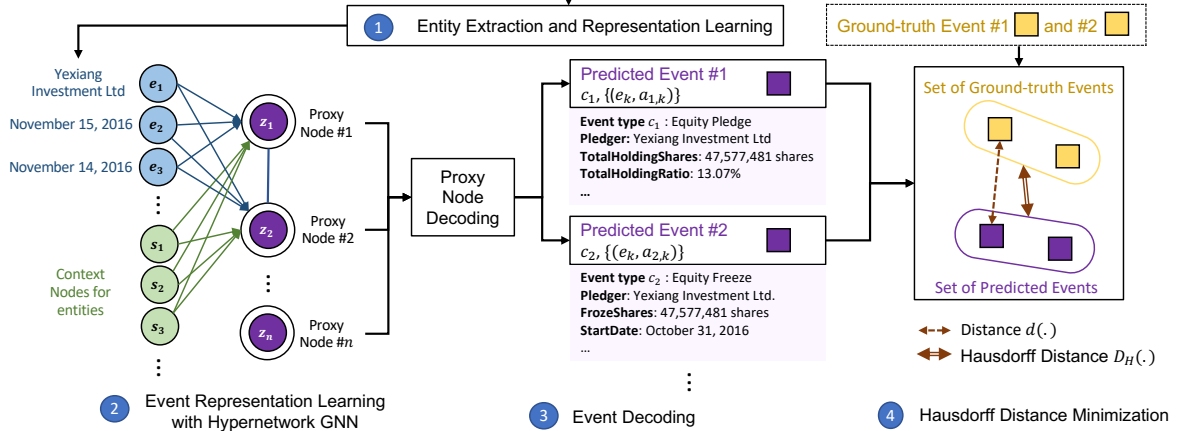 1 Entity Extraction and Representation Learning
Ground-truth Event #1 and #2
Yexiang
Investment Ltd
November 15, 2016
November 14, 2016
e₁
e₂
e₃
⋮
s₁
s₂
s₃
⋮
Context
Nodes for
entities
z₁
z₂
⋮
zₙ
Proxy
Node #1
Proxy
Node #2
Proxy
Node #n
2 Event Representation Learning
with Hypernetwork GNN
Proxy
Node
Decoding
Predicted Event #1
c₁, {(eₖ, a₁,ₖ)}
Event type c₁ : Equity Pledge
Pledger: Yexiang Investment Ltd
TotalHoldingShares: 47,577,481 shares
TotalHoldingRatio: 13.07%
...
Predicted Event #2
c₂, {(eₖ, a₂,ₖ)}
Event type c₂ : Equity Freeze
Pledger: Yexiang Investment Ltd.
FrozeShares: 47,577,481 shares
StartDate: October 31, 2016
...
⋮
3 Event Decoding
Set of Ground-truth Events
Set of Predicted Events
Distance d(.)
Hausdorff Distance D_H(.)
4 Hausdorff Distance Minimization